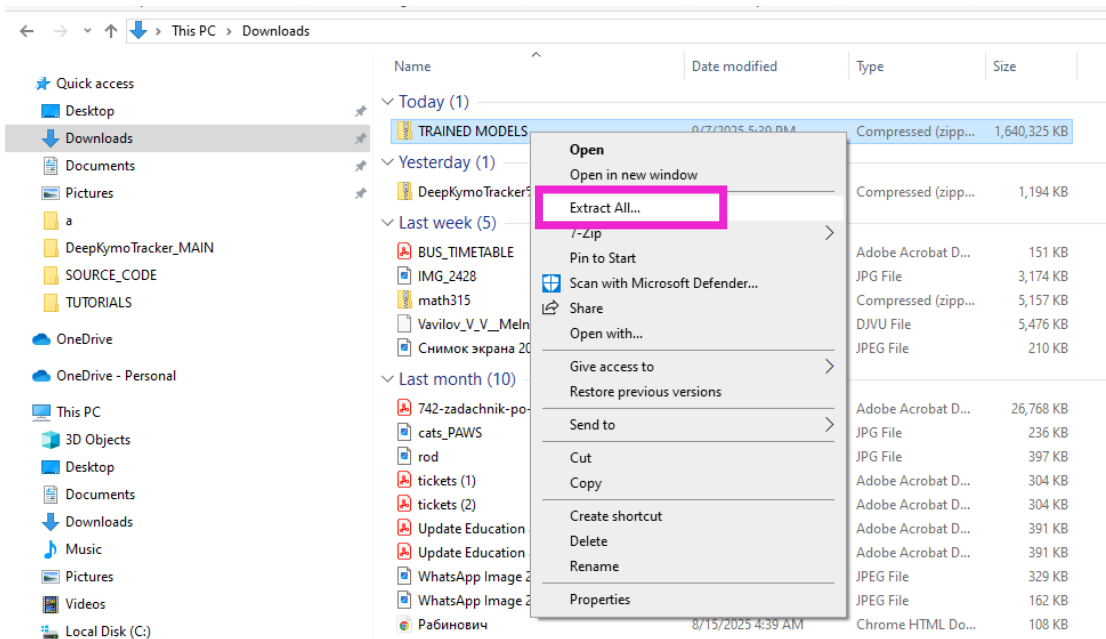 This PC > Downloads
Name Date modified Type Size
Quick access
Desktop
Downloads
Documents
Pictures
a
DeepKymoTracker_MAIN
SOURCE_CODE
TUTORIALS
OneDrive
OneDrive - Personal
This PC
3D Objects
Desktop
Documents
Downloads
Music
Pictures
Videos
Local Disk (C:)
Today (1)
TRAINED MODELS 9/7/2025 5:39 PM Compressed (zipp... 1,640,325 KB
Yesterday (1)
DeepKymoTracker Compressed (zipp... 1,194 KB
Last week (5)
BUS_TIMETABLE Adobe Acrobat D... 151 KB
IMG_2428 JPG File 3,174 KB
math315 Compressed (zipp... 5,157 KB
Vavilov_V_V__Meln DJVU File 5,476 KB
Снимок экрана 20 JPEG File 210 KB
Last month (10)
742-zadachnik-po- Adobe Acrobat D... 26,768 KB
cats_PAWS JPG File 236 KB
rod JPG File 397 KB
tickets (1) Adobe Acrobat D... 304 KB
tickets (2) Adobe Acrobat D... 304 KB
Update Education Adobe Acrobat D... 391 KB
Update Education Adobe Acrobat D... 391 KB
WhatsApp Image 2 JPEG File 329 KB
WhatsApp Image 2 JPEG File 162 KB
Рабинович 8/15/2025 4:39 AM Chrome HTML Do... 108 KB
Open
Open in new window
Extract All...
7-Zip
Pin to Start
Scan with Microsoft Defender...
Share
Open with...
Give access to
Restore previous versions
Send to
Cut
Copy
Create shortcut
Delete
Rename
Properties